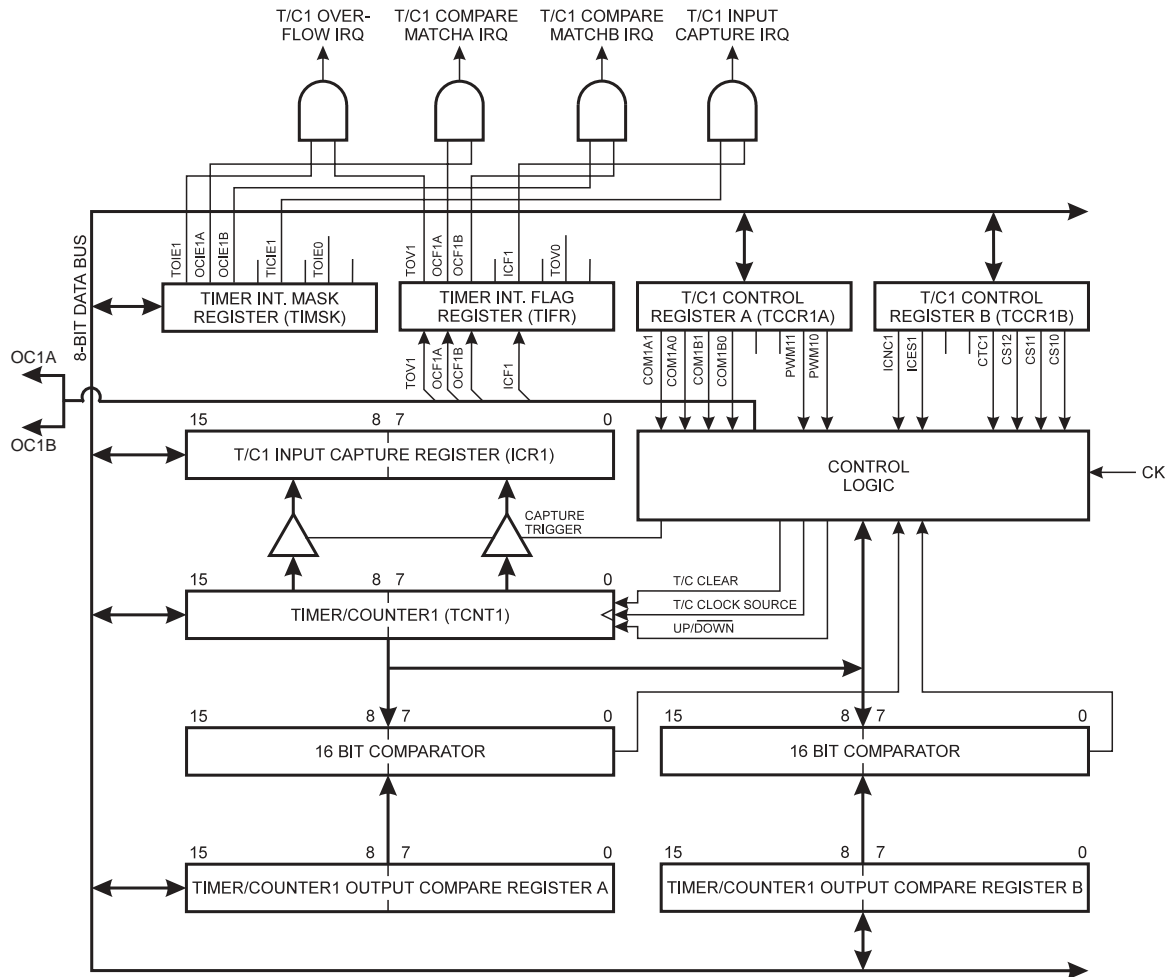 T/C1 OVER-
FLOW IRQ
T/C1 COMPARE
MATCHA IRQ
T/C1 COMPARE
MATCHB IRQ
T/C1 INPUT
CAPTURE IRQ
8-BIT DATA BUS
TOIE1
OCIE1A
OCIE1B
TICIE1
TOIE0
TOV1
OCF1A
OCF1B
ICF1
TOV0
TIMER INT. MASK
REGISTER (TIMSK)
TIMER INT. FLAG
REGISTER (TIFR)
T/C1 CONTROL
REGISTER A (TCCR1A)
T/C1 CONTROL
REGISTER B (TCCR1B)
TOV1
OCF1A
OCF1B
ICF1
COM1A1
COM1A0
COM1B1
COM1B0
PWM11
PWM10
ICNC1
ICES1
CTC1
CS12
CS11
CS10
OC1A
OC1B
15 8 7 0
T/C1 INPUT CAPTURE REGISTER (ICR1)
CONTROL
LOGIC
CK
CAPTURE
TRIGGER
15 8 7 0
TIMER/COUNTER1 (TCNT1)
T/C CLEAR
T/C CLOCK SOURCE
UP/DOWN
15 8 7 0
16 BIT COMPARATOR
15 8 7 0
16 BIT COMPARATOR
15 8 7 0
TIMER/COUNTER1 OUTPUT COMPARE REGISTER A
15 8 7 0
TIMER/COUNTER1 OUTPUT COMPARE REGISTER B